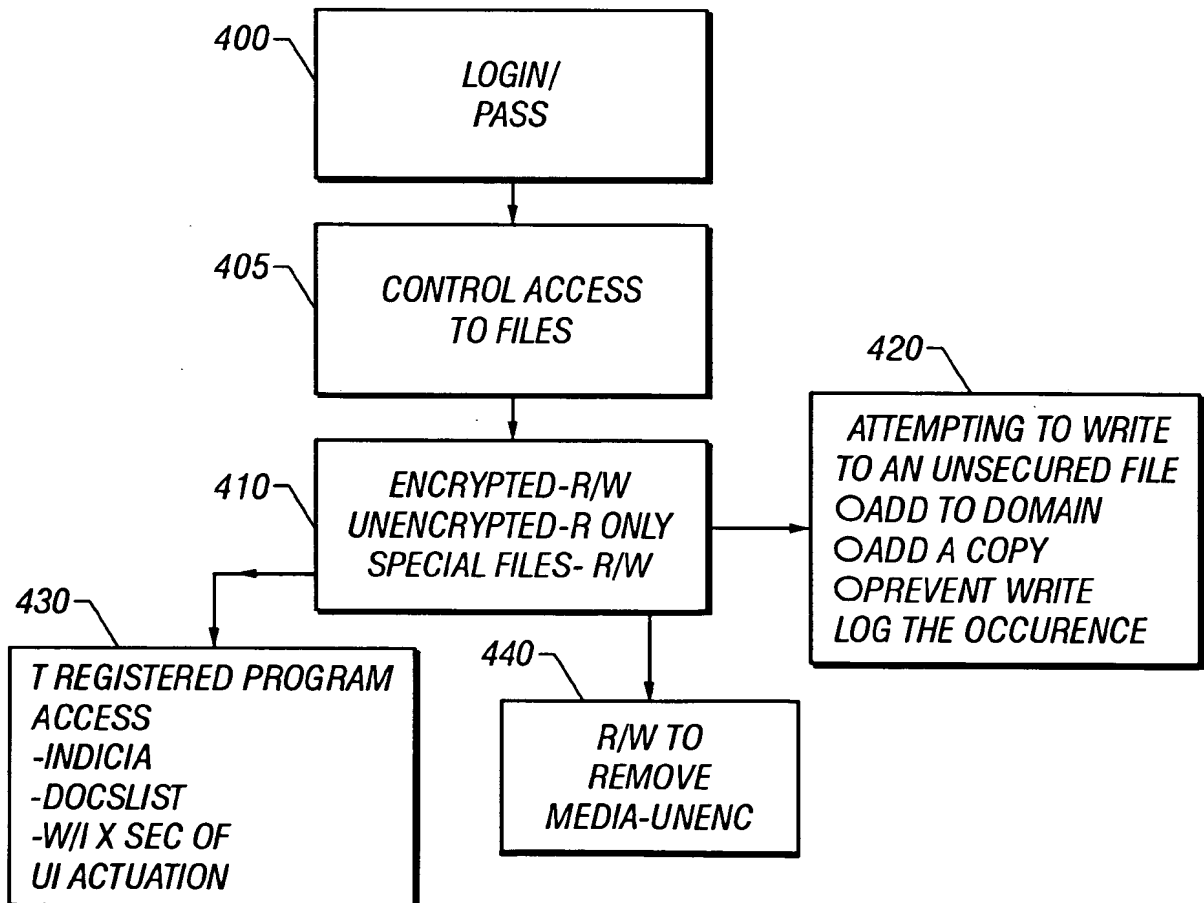 400
LOGIN/
PASS
405
CONTROL ACCESS
TO FILES
410
ENCRYPTED-R/W
UNENCRYPTED-R ONLY
SPECIAL FILES- R/W
420
ATTEMPTING TO WRITE
TO AN UNSECURED FILE
○ADD TO DOMAIN
○ADD A COPY
○PREVENT WRITE
LOG THE OCCURENCE
430
T REGISTERED PROGRAM
ACCESS
-INDICIA
-DOCSLIST
-W/I X SEC OF
UI ACTUATION
440
R/W TO
REMOVE
MEDIA-UNENC